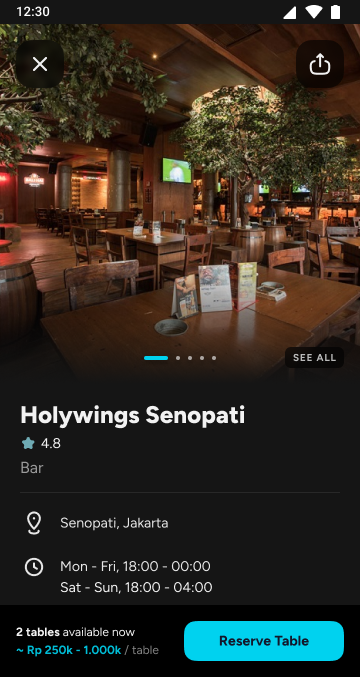 12:30
SEE ALL
Holywings Senopati
4.8
Bar
Senopati, Jakarta
Mon - Fri, 18:00 - 00:00
Sat - Sun, 18:00 - 04:00
2 tables available now
~ Rp 250k - 1.000k / table
Reserve Table